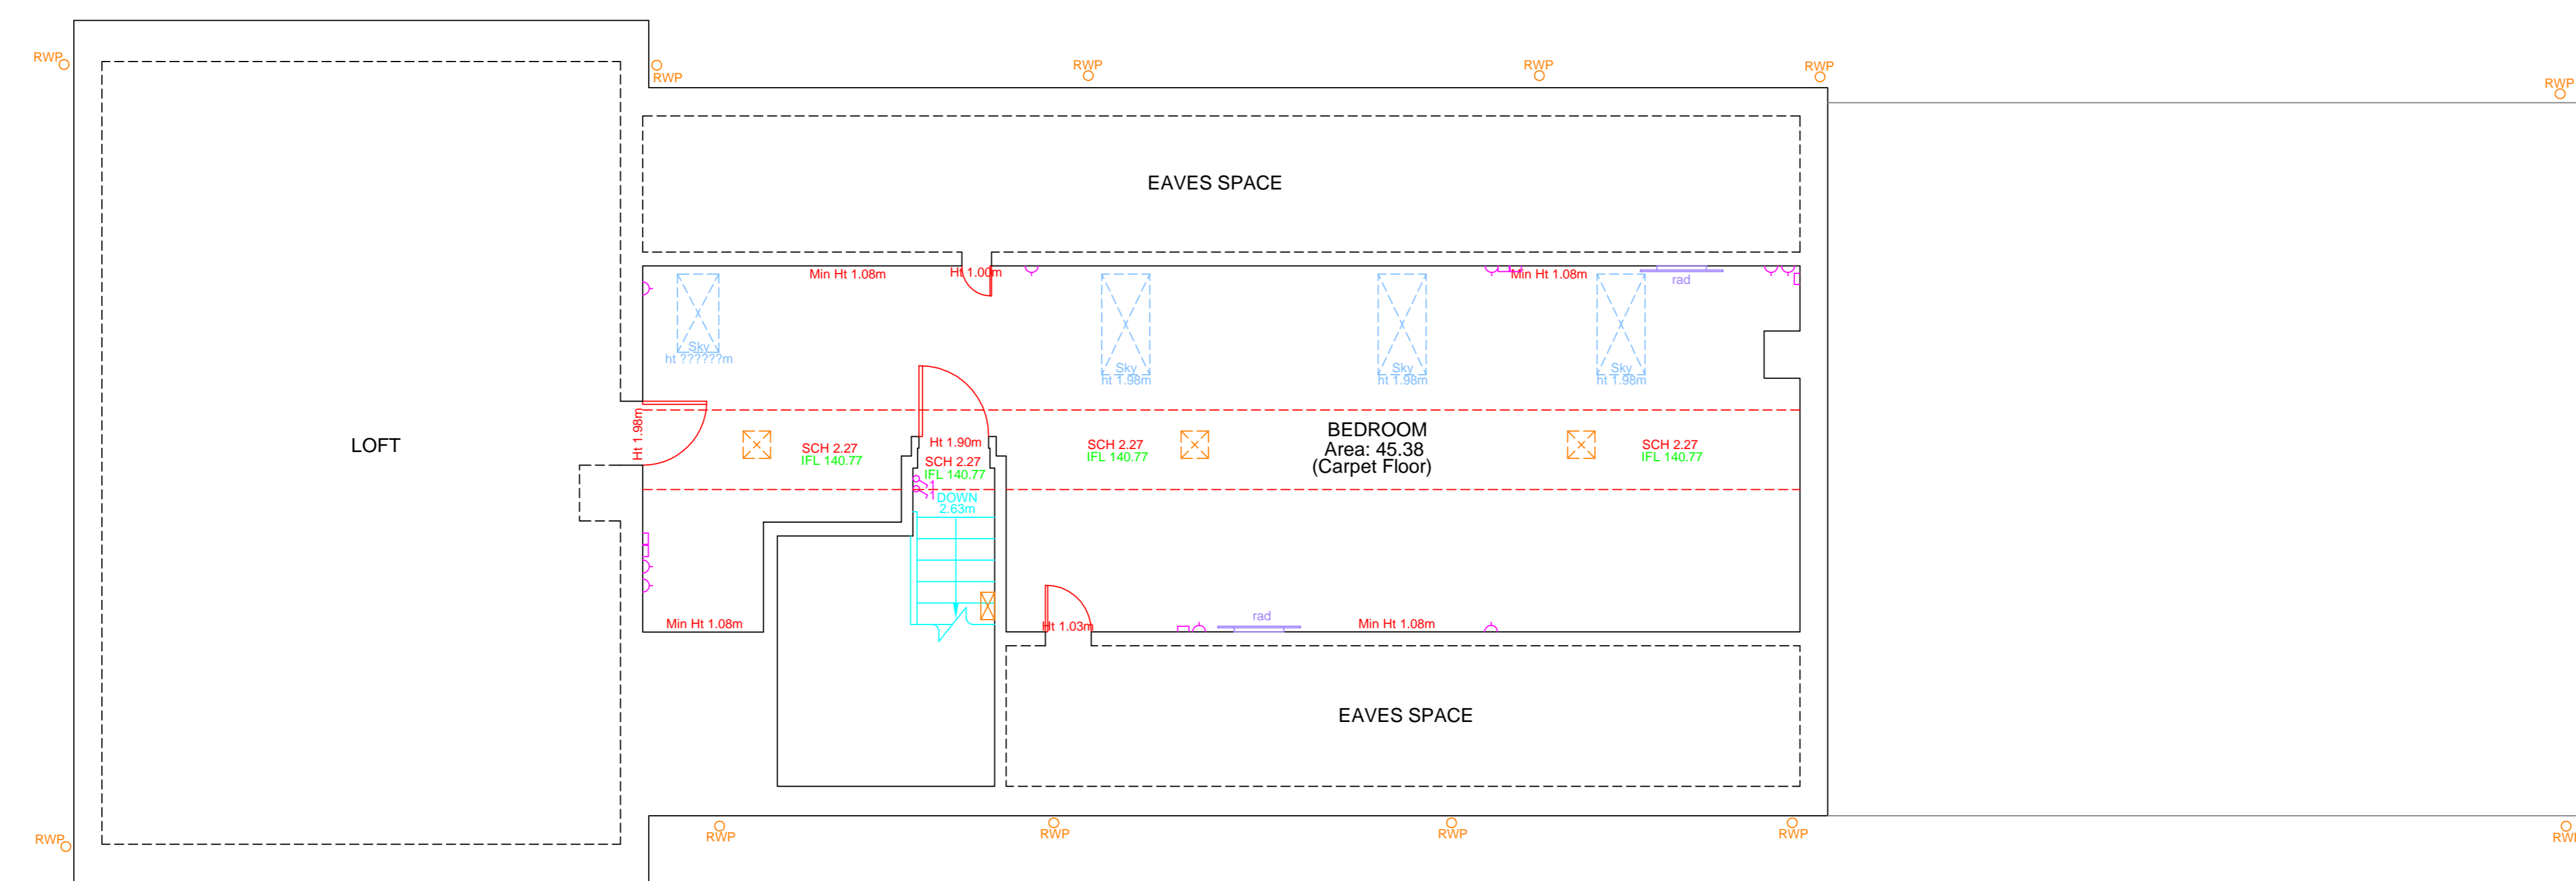 RWP
RWP
RWP
RWP
RWP
RWP
EAVES SPACE
Min Ht 1.08m
Ht 1.00m
Min Ht 1.08m
rad
Sky
ht ??????m
Sky
ht 1.98m
Sky
ht 1.98m
Sky
ht 1.98m
LOFT
Ht 1.98m
SCH 2.27
IFL 140.77
Ht 1.90m
SCH 2.27
IFL 140.77
1
1
DOWN
2.63m
SCH 2.27
IFL 140.77
BEDROOM
Area: 45.38
(Carpet Floor)
SCH 2.27
IFL 140.77
Min Ht 1.08m
Ht 1.03m
rad
Min Ht 1.08m
EAVES SPACE
RWP
RWP
RWP
RWP
RWP
RWP